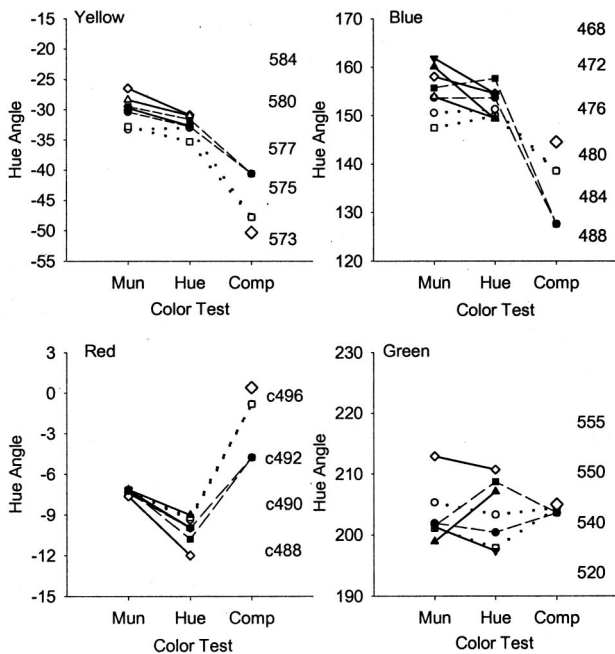 Yellow
-15
-20
-25
-30
-35
-40
-45
-50
-55
Hue Angle
584
580
577
575
573
Mun Hue Comp
Color Test
Blue
170
160
150
140
130
120
Hue Angle
468
472
476
480
484
488
Mun Hue Comp
Color Test
Red
3
0
-3
-6
-9
-12
-15
Hue Angle
c496
c492
c490
c488
Mun Hue Comp
Color Test
Green
230
220
210
200
190
Hue Angle
555
550
540
520
Mun Hue Comp
Color Test